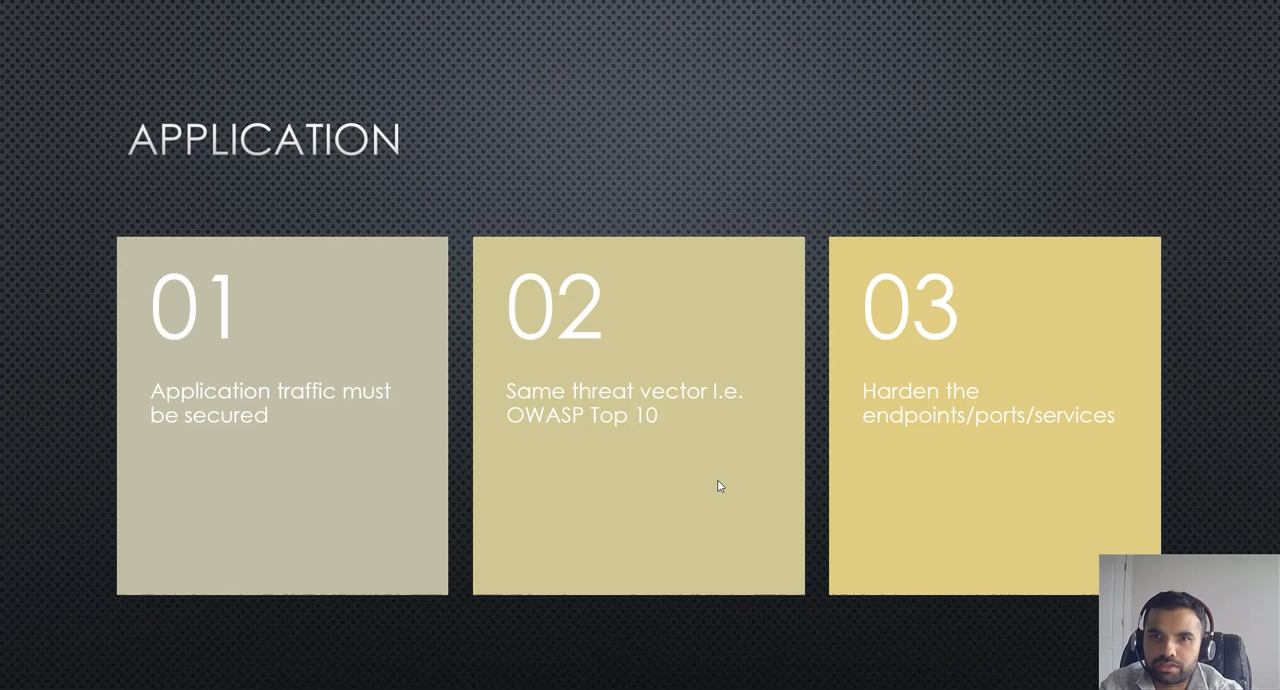 APPLICATION
01
Application traffic must
be secured
02
Same threat vector I.e.
OWASP Top 10
03
Harden the
endpoints/ports/services